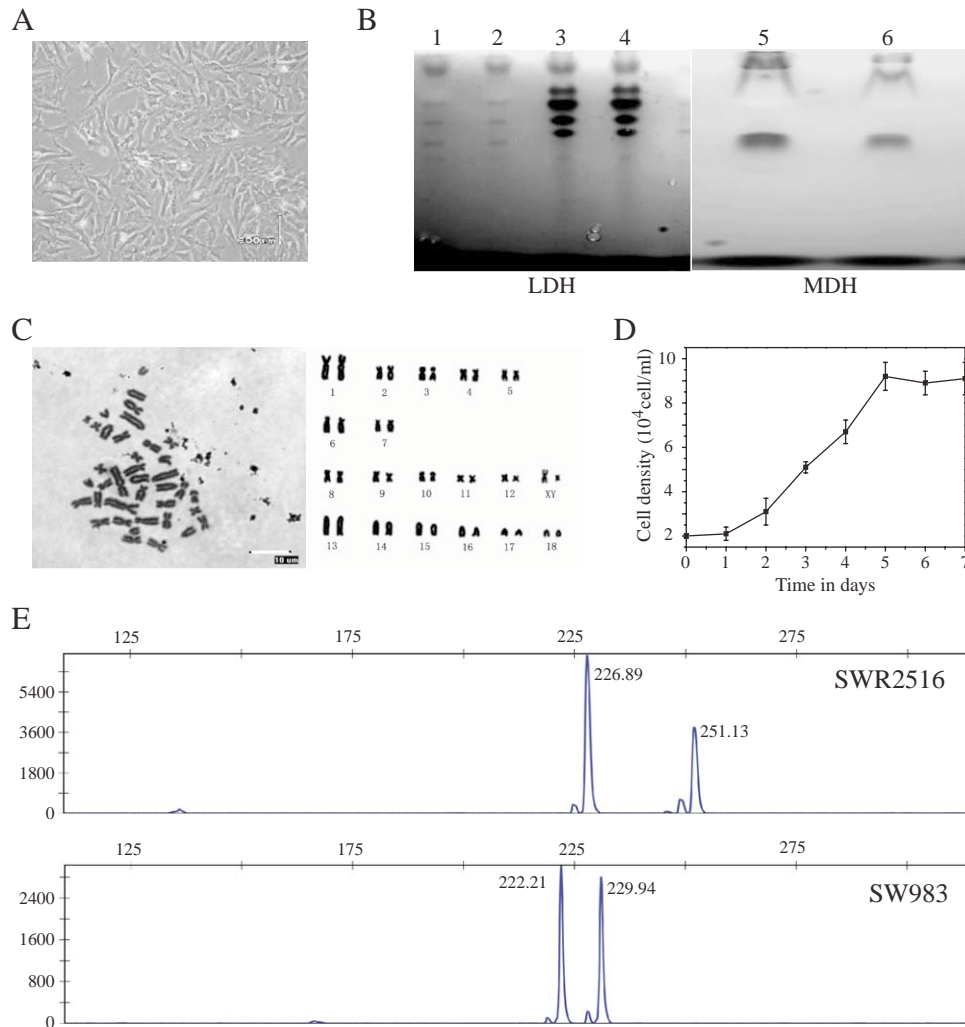 A
500um
B
1 2 3 4 5 6
LDH MDH
C
10 um
1 2 3 4 5
6 7
8 9 10 11 12 XY
13 14 15 16 17 18
D
Cell density (10⁴cell/ml)
10
8
6
4
2
0 1 2 3 4 5 6 7
Time in days
E
125 175 225 275
SWR2516
226.89
251.13
5400
3600
1800
0
125 175 225 275
SW983
222.21
229.94
2400
1600
800
0